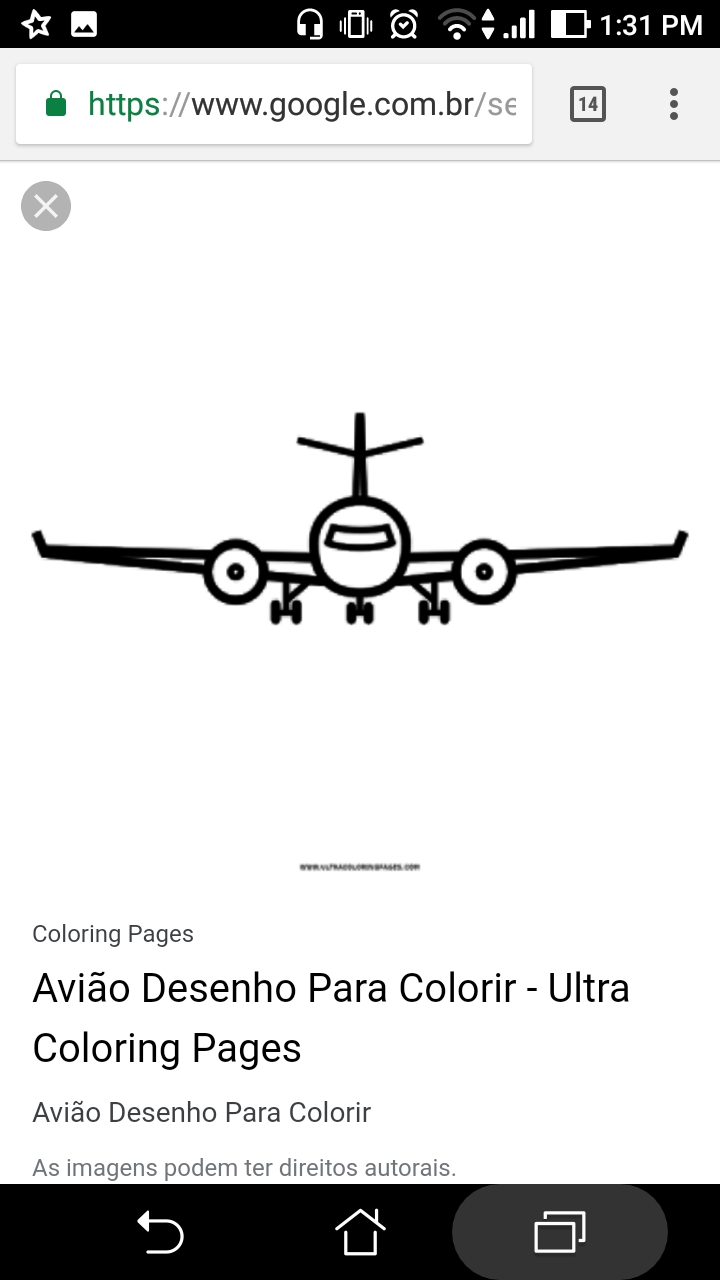 1:31 PM
https://www.google.com.br/se
14
WWW.ULTRACOLORINGPAGES.COM
Coloring Pages
Avião Desenho Para Colorir - Ultra
Coloring Pages
Avião Desenho Para Colorir
As imagens podem ter direitos autorais.